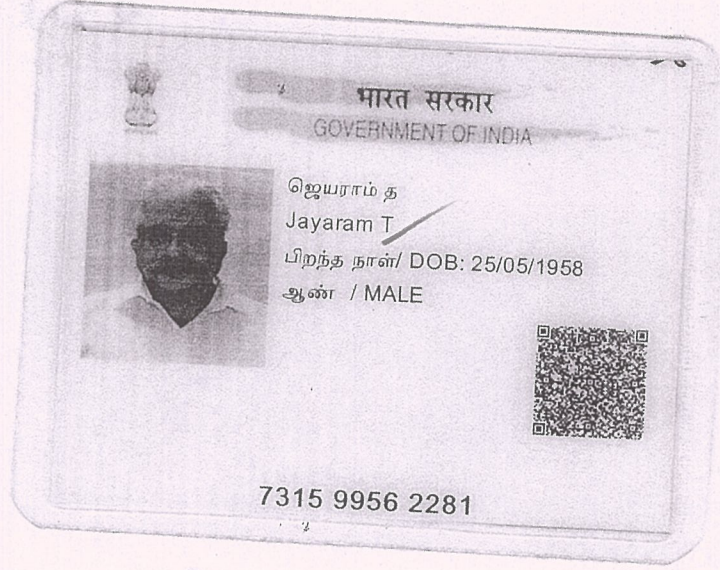 भारत सरकार
GOVERNMENT OF INDIA
ஜெயராம் த
Jayaram T
பிறந்த நாள்/ DOB: 25/05/1958
ஆண் / MALE
7315 9956 2281